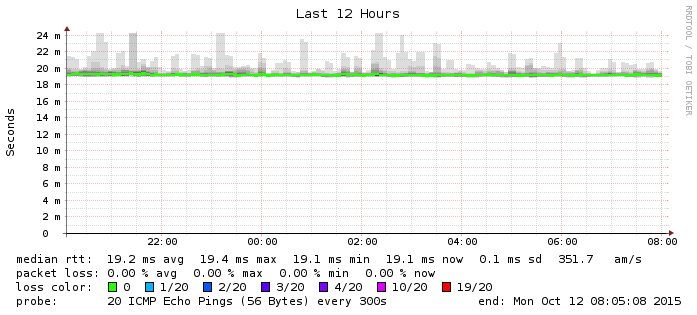 Last 12 Hours
RRDTOOL / TOBI OETIKER
Seconds
24 m
22 m
20 m
18 m
16 m
14 m
12 m
10 m
8 m
6 m
4 m
2 m
0
22:00 00:00 02:00 04:00 06:00 08:00
median rtt: 19.2 ms avg 19.4 ms max 19.1 ms min 19.1 ms now 0.1 ms sd 351.7 am/s
packet loss: 0.00 % avg 0.00 % max 0.00 % min 0.00 % now
loss color: 0 1/20 2/20 3/20 4/20 10/20 19/20
probe: 20 ICMP Echo Pings (56 Bytes) every 300s end: Mon Oct 12 08:05:08 2015